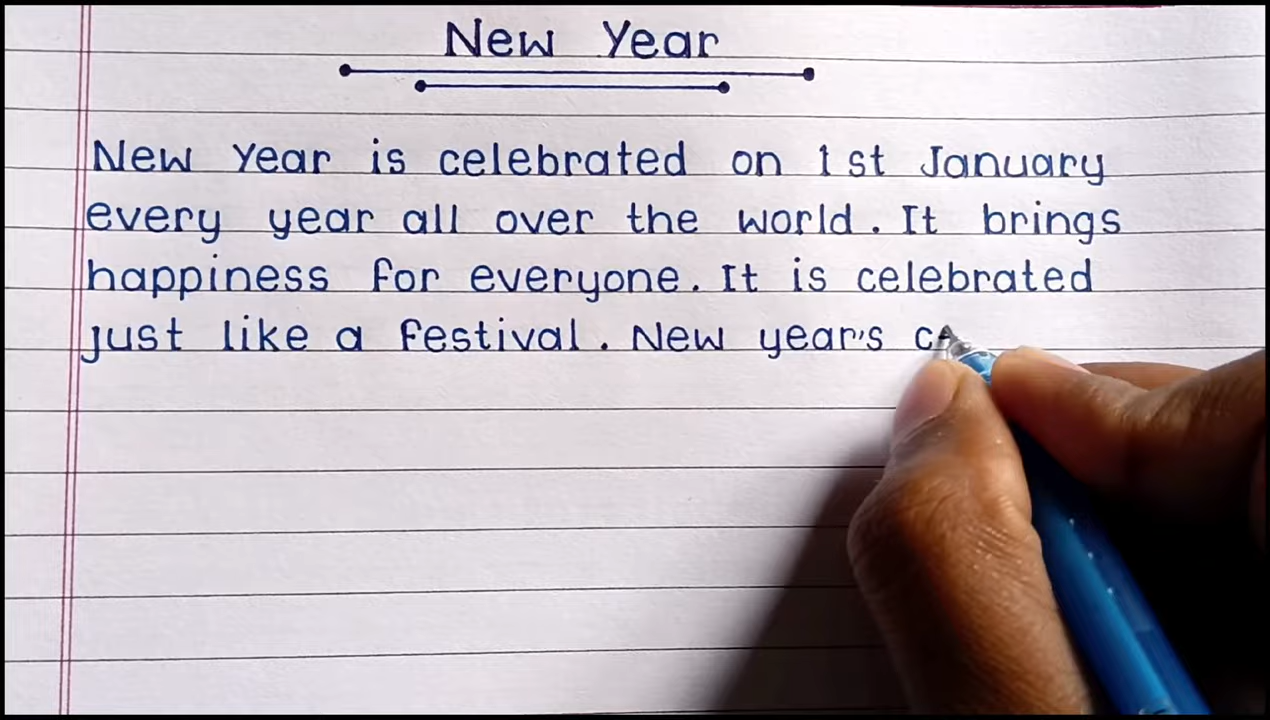 New Year
New Year is celebrated on 1st January
every year all over the world. It brings
happiness for everyone. It is celebrated
just like a festival. New year's